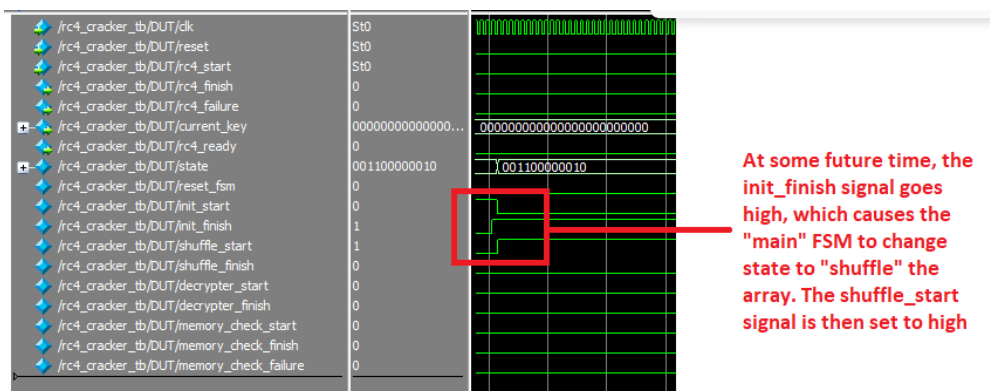 /rc4_cracker_tb/DUT/clk St0
/rc4_cracker_tb/DUT/reset St0
/rc4_cracker_tb/DUT/rc4_start St0
/rc4_cracker_tb/DUT/rc4_finish 0
/rc4_cracker_tb/DUT/rc4_failure 0
/rc4_cracker_tb/DUT/current_key 00000000000000... 000000000000000000000000
/rc4_cracker_tb/DUT/rc4_ready 0
/rc4_cracker_tb/DUT/state 001100000010 001100000010
/rc4_cracker_tb/DUT/reset_fsm 0
/rc4_cracker_tb/DUT/init_start 0
/rc4_cracker_tb/DUT/init_finish 1
/rc4_cracker_tb/DUT/shuffle_start 1
/rc4_cracker_tb/DUT/shuffle_finish 0
/rc4_cracker_tb/DUT/decrypter_start 0
/rc4_cracker_tb/DUT/decrypter_finish 0
/rc4_cracker_tb/DUT/memory_check_start 0
/rc4_cracker_tb/DUT/memory_check_finish 0
/rc4_cracker_tb/DUT/memory_check_failure 0
At some future time, the
init_finish signal goes
high, which causes the
"main" FSM to change
state to "shuffle" the
array. The shuffle_start
signal is then set to high